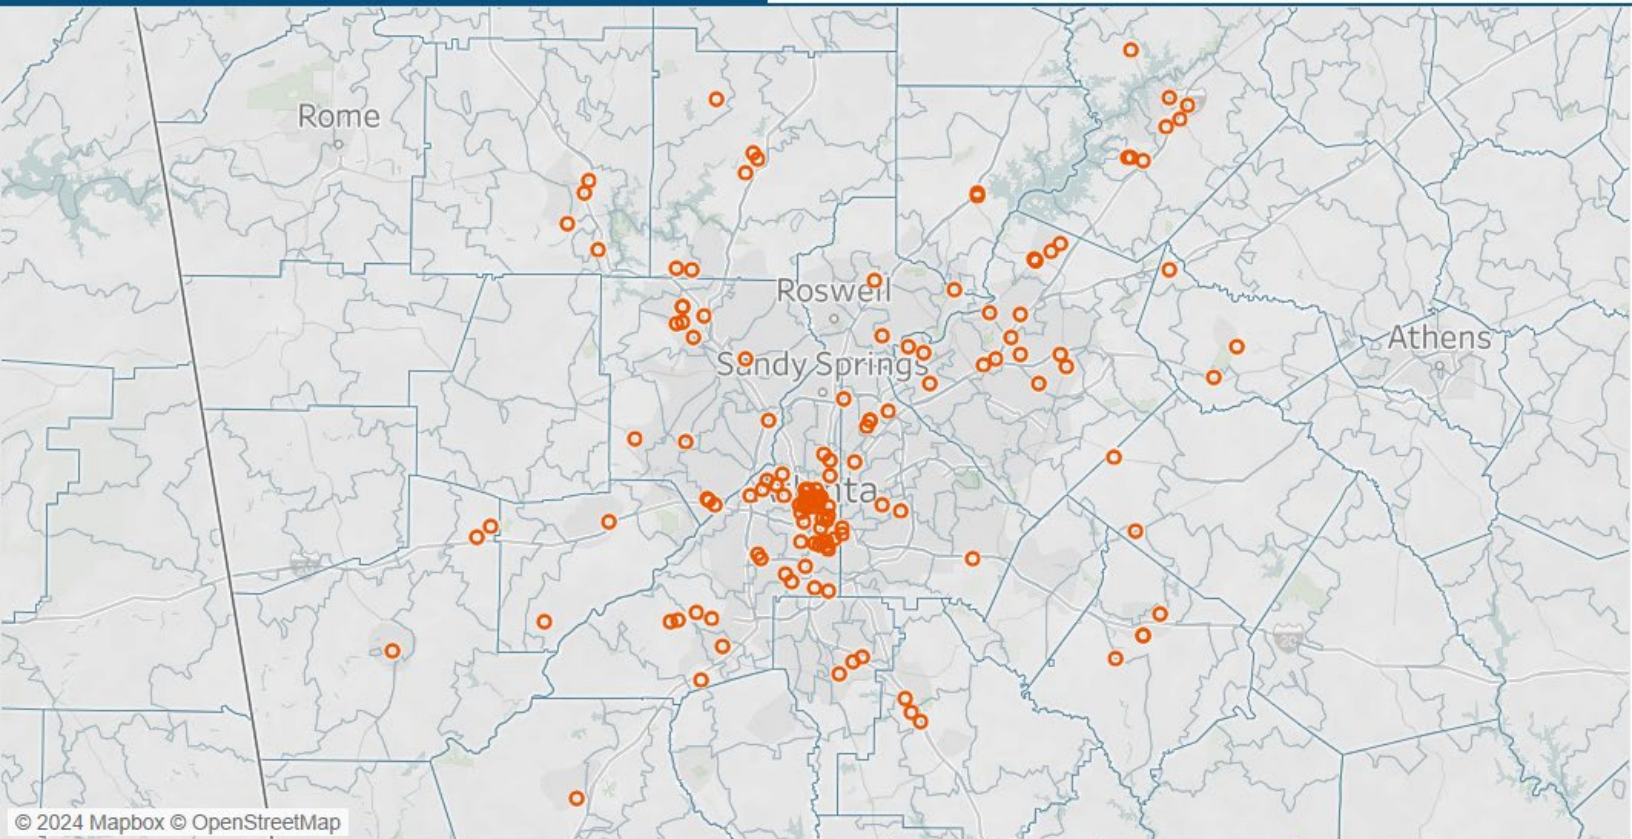 Rome
Roswell
Athens
Sandy Springs
© 2024 Mapbox © OpenStreetMap